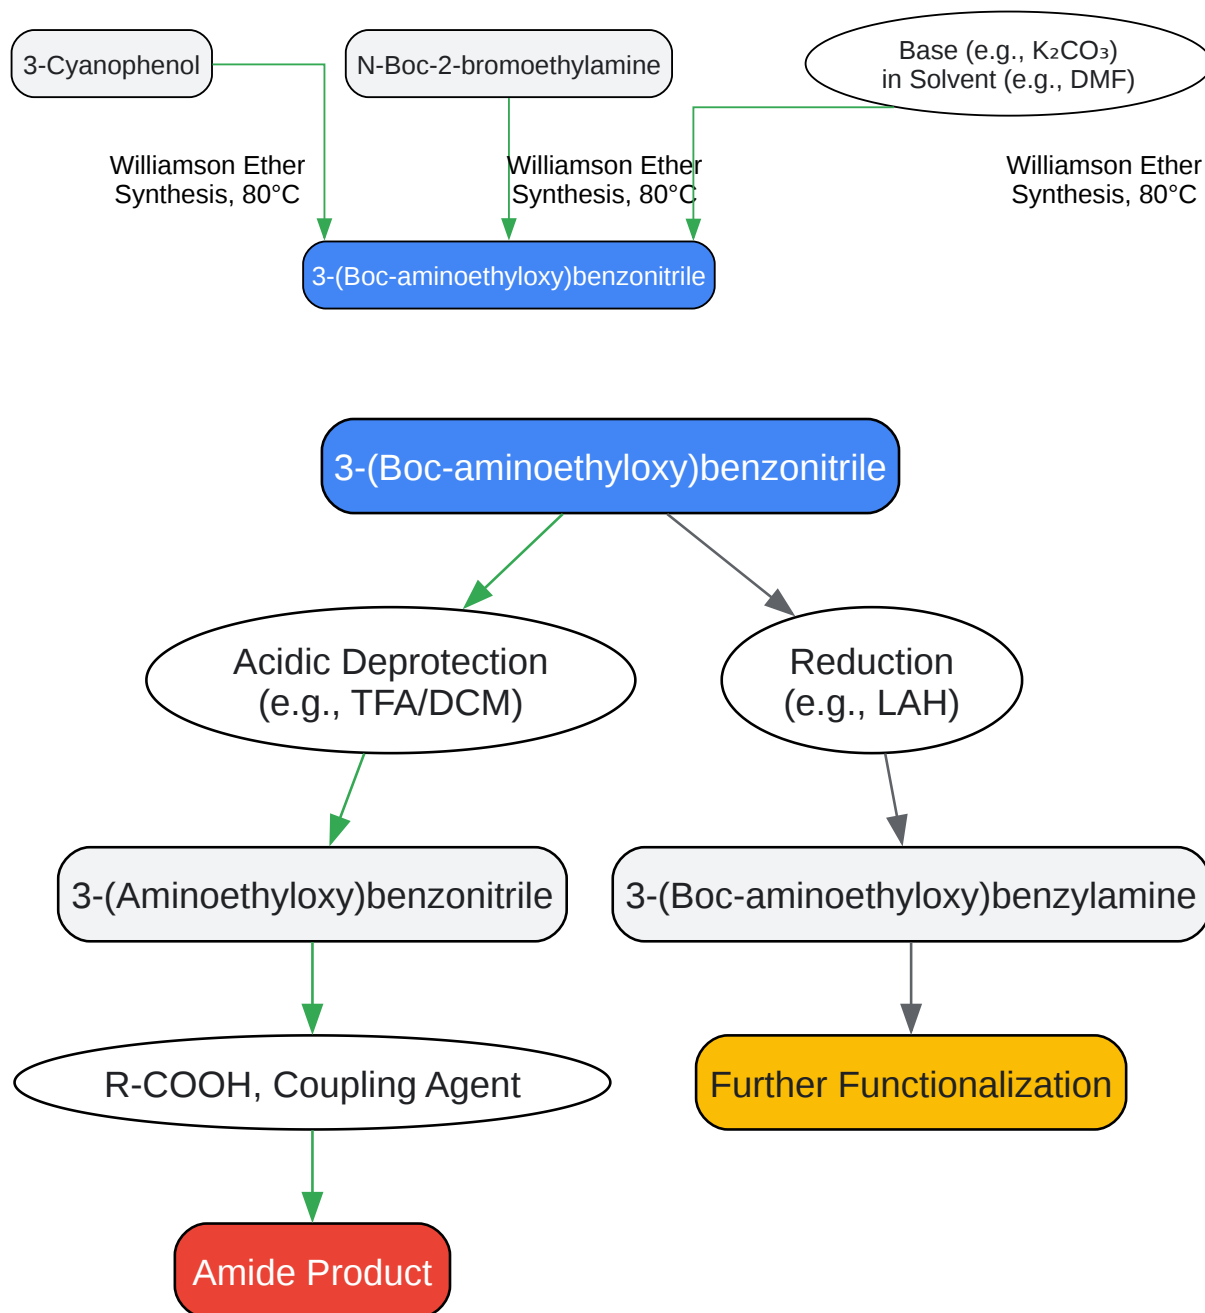 3-Cyanophenol
N-Boc-2-bromoethylamine
Base (e.g., K₂CO₃)
in Solvent (e.g., DMF)
Williamson Ether
Synthesis, 80°C
Williamson Ether
Synthesis, 80°C
Williamson Ether
Synthesis, 80°C
3-(Boc-aminoethyloxy)benzonitrile
3-(Boc-aminoethyloxy)benzonitrile
Acidic Deprotection
(e.g., TFA/DCM)
Reduction
(e.g., LAH)
3-(Aminoethyloxy)benzonitrile
3-(Boc-aminoethyloxy)benzylamine
R-COOH, Coupling Agent
Further Functionalization
Amide Product